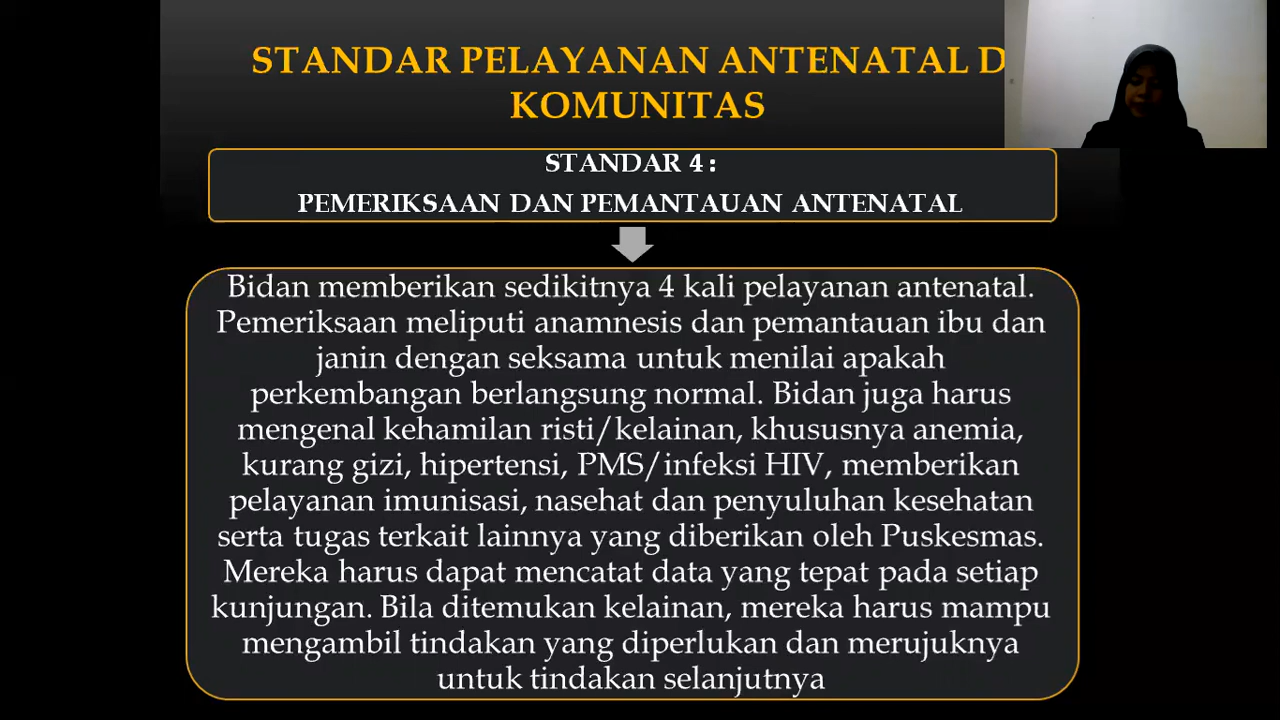 STANDAR PELAYANAN ANTENATAL
KOMUNITAS
STANDAR 4 :
PEMERIKSAAN DAN PEMANTAUAN ANTENATAL
Bidan memberikan sedikitnya 4 kali pelayanan antenatal.
Pemeriksaan meliputi anamnesis dan pemantauan ibu dan
janin dengan seksama untuk menilai apakah
perkembangan berlangsung normal. Bidan juga harus
mengenal kehamilan risti/kelainan, khususnya anemia,
kurang gizi, hipertensi, PMS/infeksi HIV, memberikan
pelayanan imunisasi, nasehat dan penyuluhan kesehatan
serta tugas terkait lainnya yang diberikan oleh Puskesmas.
Mereka harus dapat mencatat data yang tepat pada setiap
kunjungan. Bila ditemukan kelainan, mereka harus mampu
mengambil tindakan yang diperlukan dan merujuknya
untuk tindakan selanjutnya